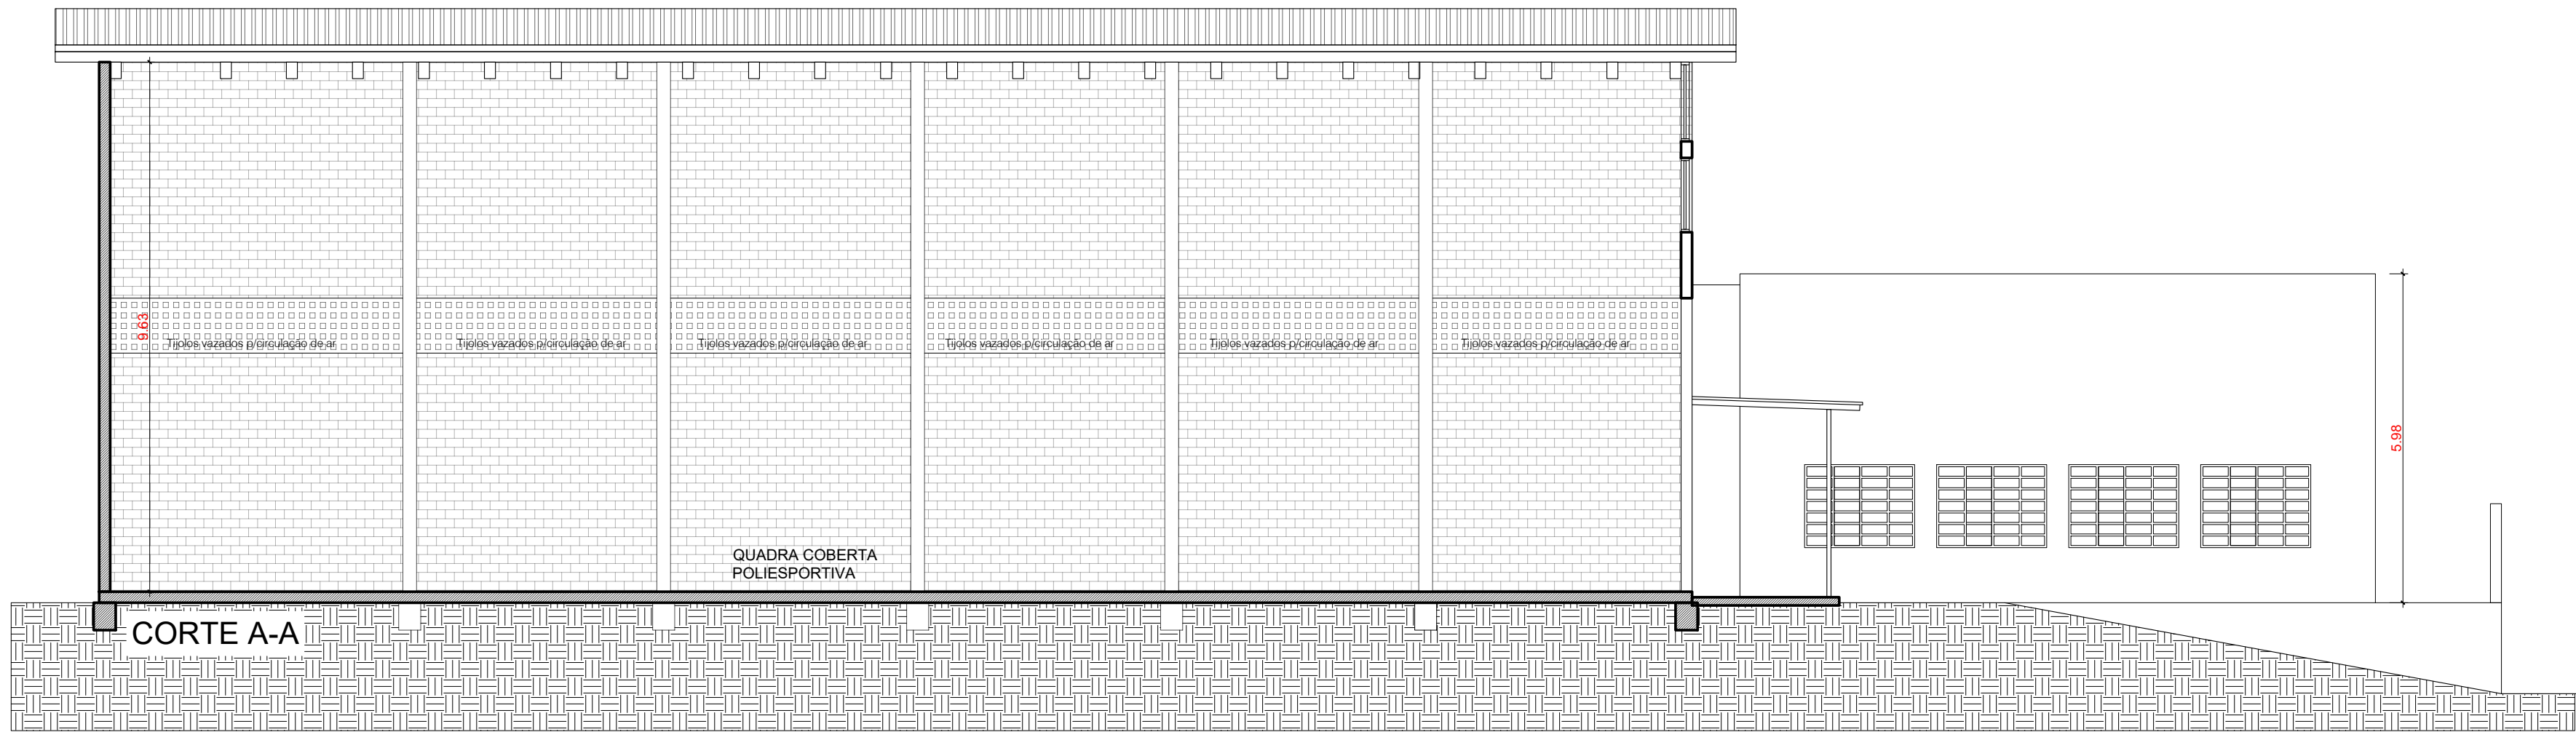 9.63
Tijolos vazados p/circulação de ar
Tijolos vazados p/circulação de ar
Tijolos vazados p/circulação de ar
Tijolos vazados p/circulação de ar
Tijolos vazados p/circulação de ar
Tijolos vazados p/circulação de ar
5.98
QUADRA COBERTA
POLIESPORTIVA
CORTE A-A